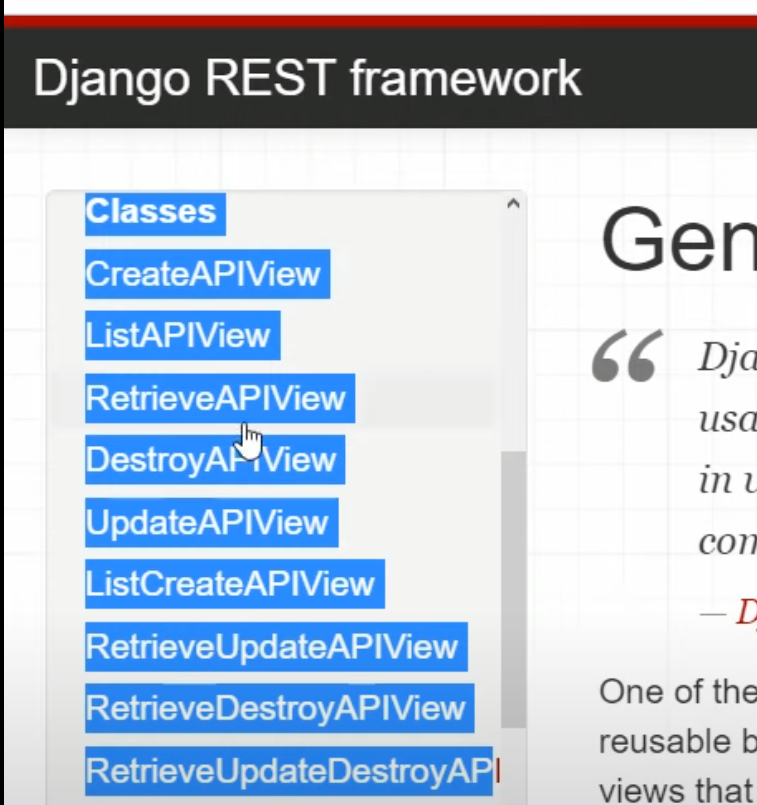 Django REST framework
Classes
CreateAPIView
ListAPIView
RetrieveAPIView
DestroyAPIView
UpdateAPIView
ListCreateAPIView
RetrieveUpdateAPIView
RetrieveDestroyAPIView
RetrieveUpdateDestroyAPI
Gen
“ Dja
usa
in u
com
— D
One of the
reusable b
views that